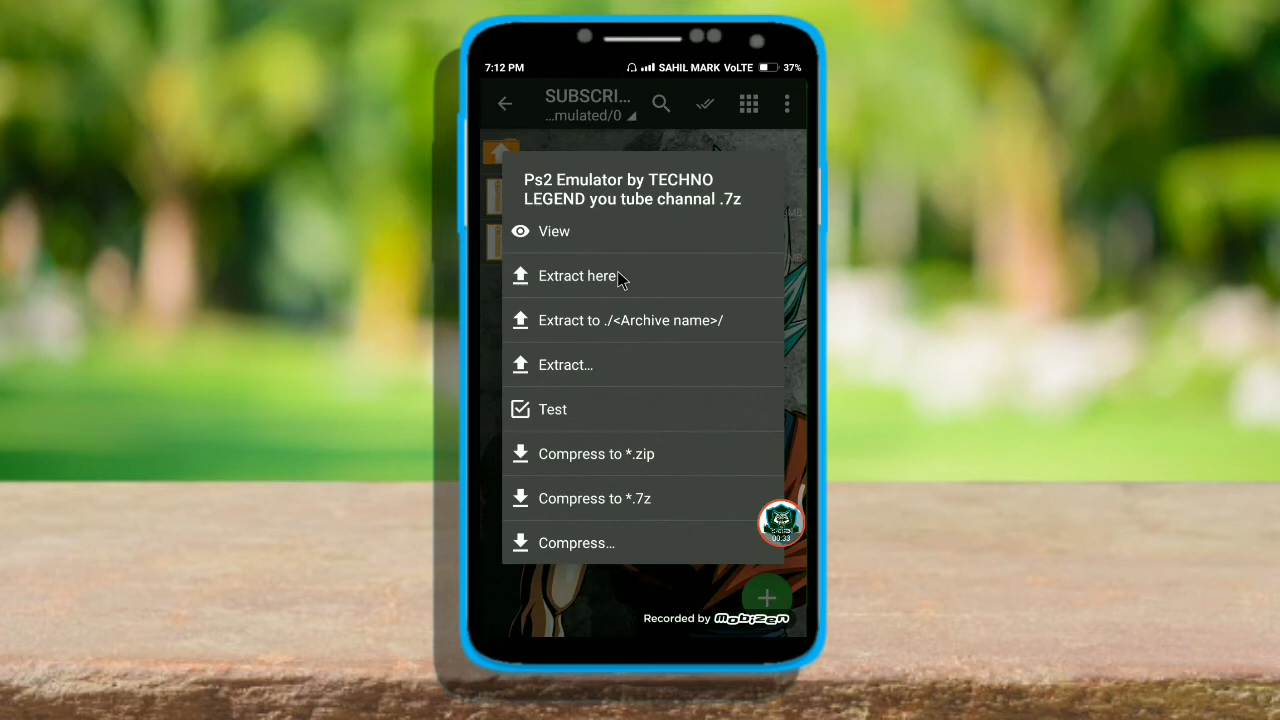 7:12 PM
SAHIL MARK VoLTE 37%
SUBSCRI...
...mulated/0
Ps2 Emulator by TECHNO
LEGEND you tube channal .7z
View
Extract here
Extract to ./<Archive name>/
Extract...
Test
Compress to *.zip
Compress to *.7z
Compress...
00:33
Recorded by Mobizen